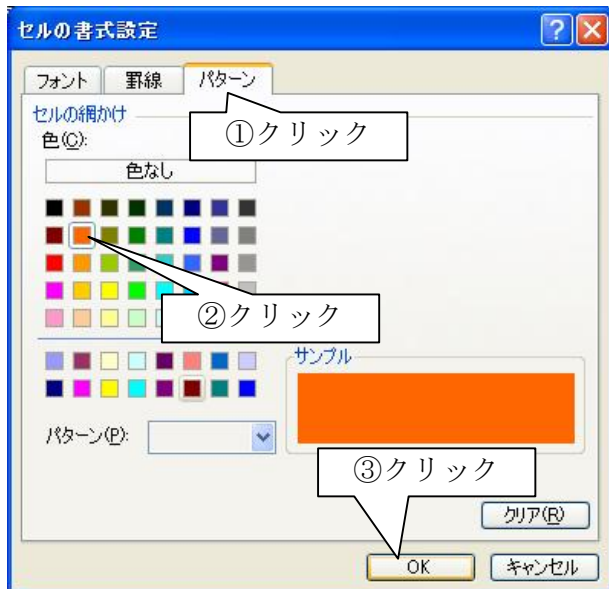 セルの書式設定
フォント 罫線 パターン
セルの網かけ
色(C):
①クリック
色なし
②クリック
サンプル
パターン(P):
③クリック
クリア(R)
OK キャンセル